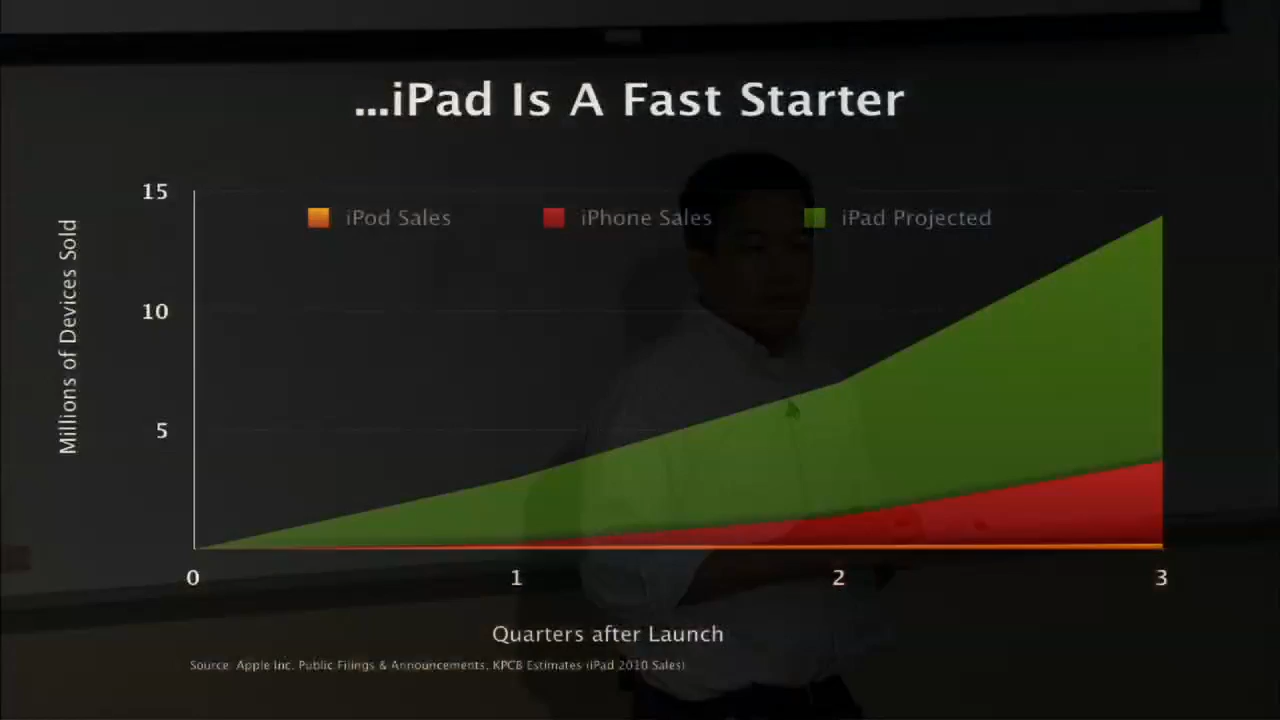 ...iPad Is A Fast Starter
15
iPod Sales
iPhone Sales
iPad Projected
10
5
Millions of Devices Sold
0
1
2
3
Quarters after Launch
Source: Apple Inc. Public Filings & Announcements, KPCB Estimates (iPad 2010 Sales)